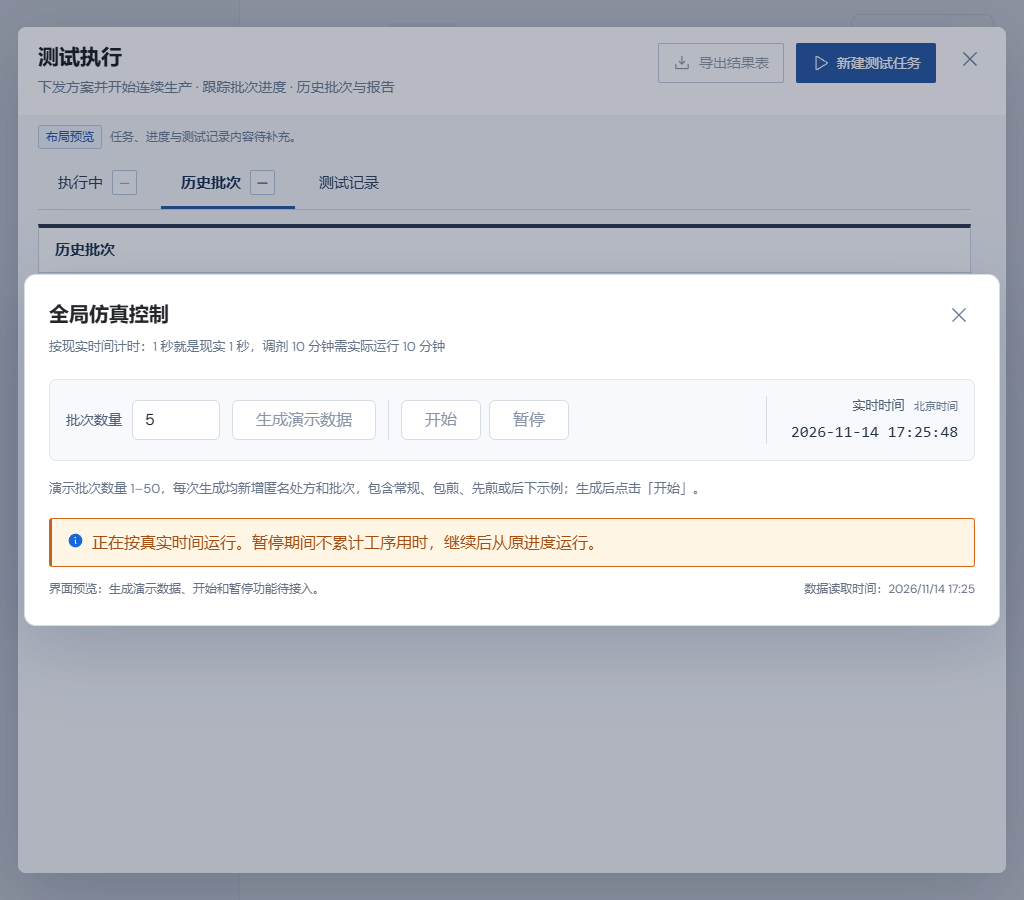 测试执行
下发方案并开始连续生产 · 跟踪批次进度 · 历史批次与报告
导出结果表
新建测试任务
布局预览 任务、进度与测试记录内容待补充。
执行中 — 历史批次 — 测试记录
历史批次
全局仿真控制
按现实时间计时：1 秒就是现实 1 秒，调剂 10 分钟需实际运行 10 分钟
批次数量 5 生成演示数据 开始 暂停
实时时间 北京时间
2026-11-14 17:25:48
演示批次数量 1–50，每次生成均新增匿名处方和批次，包含常规、包煎、先煎或后下示例；生成后点击「开始」。
正在按真实时间运行。暂停期间不累计工序用时，继续后从原进度运行。
界面预览：生成演示数据、开始和暂停功能待接入。
数据读取时间：2026/11/14 17:25